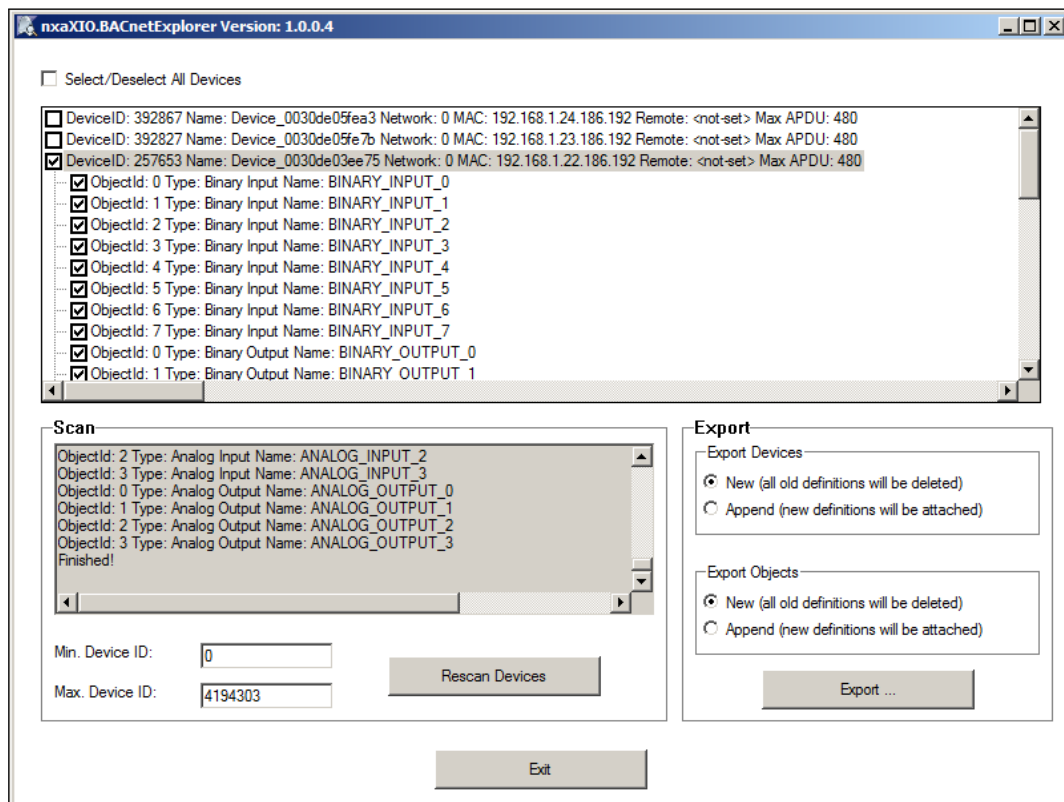 nxaXIO.BACnetExplorer Version: 1.0.0.4
Select/Deselect All Devices
DeviceID: 392867 Name: Device_0030de05fea3 Network: 0 MAC: 192.168.1.24.186.192 Remote: <not-set> Max APDU: 480
DeviceID: 392827 Name: Device_0030de05fe7b Network: 0 MAC: 192.168.1.23.186.192 Remote: <not-set> Max APDU: 480
DeviceID: 257653 Name: Device_0030de03ee75 Network: 0 MAC: 192.168.1.22.186.192 Remote: <not-set> Max APDU: 480
ObjectId: 0 Type: Binary Input Name: BINARY_INPUT_0
ObjectId: 1 Type: Binary Input Name: BINARY_INPUT_1
ObjectId: 2 Type: Binary Input Name: BINARY_INPUT_2
ObjectId: 3 Type: Binary Input Name: BINARY_INPUT_3
ObjectId: 4 Type: Binary Input Name: BINARY_INPUT_4
ObjectId: 5 Type: Binary Input Name: BINARY_INPUT_5
ObjectId: 6 Type: Binary Input Name: BINARY_INPUT_6
ObjectId: 7 Type: Binary Input Name: BINARY_INPUT_7
ObjectId: 0 Type: Binary Output Name: BINARY_OUTPUT_0
ObjectId: 1 Type: Binary Output Name: BINARY_OUTPUT_1
Scan
ObjectId: 2 Type: Analog Input Name: ANALOG_INPUT_2
ObjectId: 3 Type: Analog Input Name: ANALOG_INPUT_3
ObjectId: 0 Type: Analog Output Name: ANALOG_OUTPUT_0
ObjectId: 1 Type: Analog Output Name: ANALOG_OUTPUT_1
ObjectId: 2 Type: Analog Output Name: ANALOG_OUTPUT_2
ObjectId: 3 Type: Analog Output Name: ANALOG_OUTPUT_3
Finished!
Min. Device ID: 0
Max. Device ID: 4194303
Rescan Devices
Export
Export Devices
New (all old definitions will be deleted)
Append (new definitions will be attached)
Export Objects
New (all old definitions will be deleted)
Append (new definitions will be attached)
Export ...
Exit